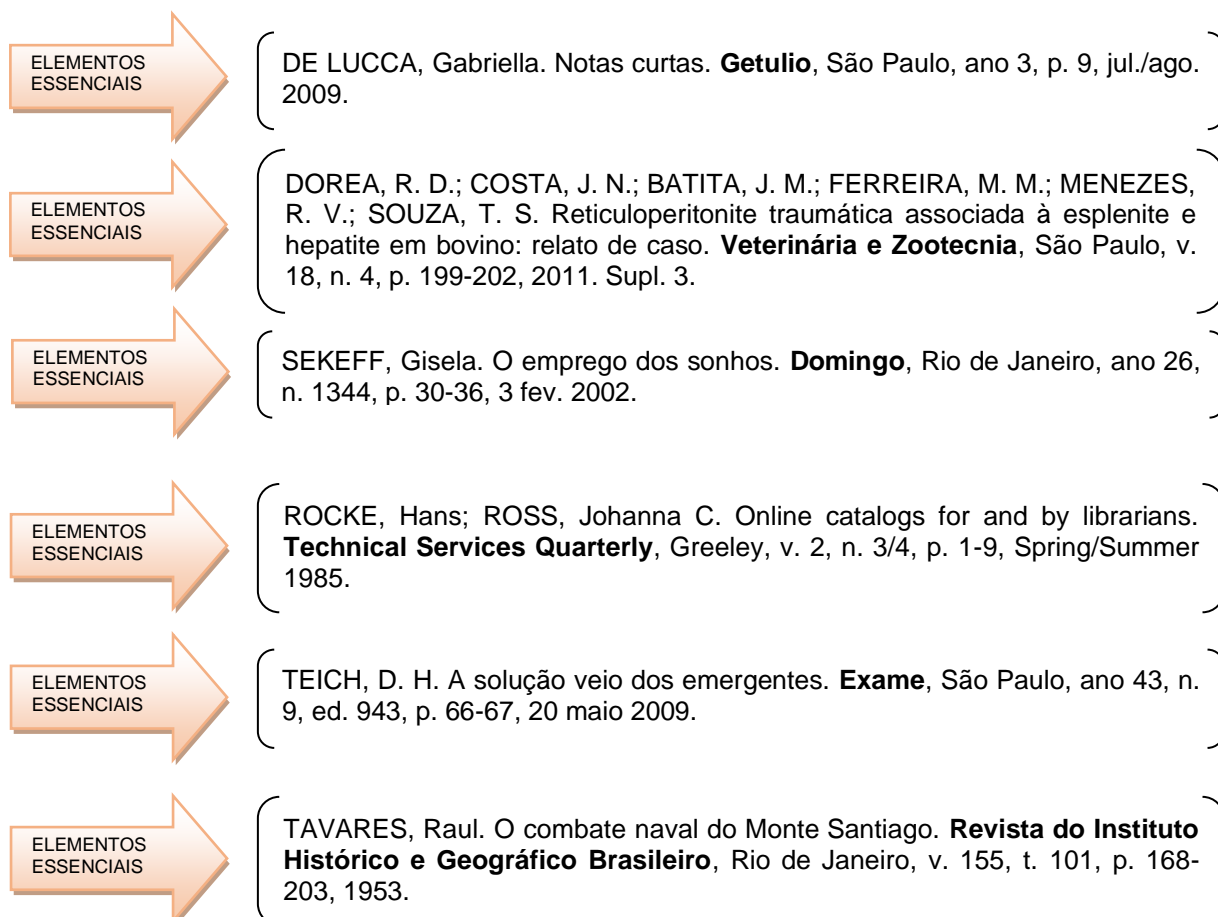 ELEMENTOS
ESSENCIAIS
DE LUCCA, Gabriella. Notas curtas. Getulio, São Paulo, ano 3, p. 9, jul./ago.
2009.
ELEMENTOS
ESSENCIAIS
DOREA, R. D.; COSTA, J. N.; BATITA, J. M.; FERREIRA, M. M.; MENEZES,
R. V.; SOUZA, T. S. Reticuloperitonite traumática associada à esplenite e
hepatite em bovino: relato de caso. Veterinária e Zootecnia, São Paulo, v.
18, n. 4, p. 199-202, 2011. Supl. 3.
ELEMENTOS
ESSENCIAIS
SEKEFF, Gisela. O emprego dos sonhos. Domingo, Rio de Janeiro, ano 26,
n. 1344, p. 30-36, 3 fev. 2002.
ELEMENTOS
ESSENCIAIS
ROCKE, Hans; ROSS, Johanna C. Online catalogs for and by librarians.
Technical Services Quarterly, Greeley, v. 2, n. 3/4, p. 1-9, Spring/Summer
1985.
ELEMENTOS
ESSENCIAIS
TEICH, D. H. A solução veio dos emergentes. Exame, São Paulo, ano 43, n.
9, ed. 943, p. 66-67, 20 maio 2009.
ELEMENTOS
ESSENCIAIS
TAVARES, Raul. O combate naval do Monte Santiago. Revista do Instituto
Histórico e Geográfico Brasileiro, Rio de Janeiro, v. 155, t. 101, p. 168-
203, 1953.